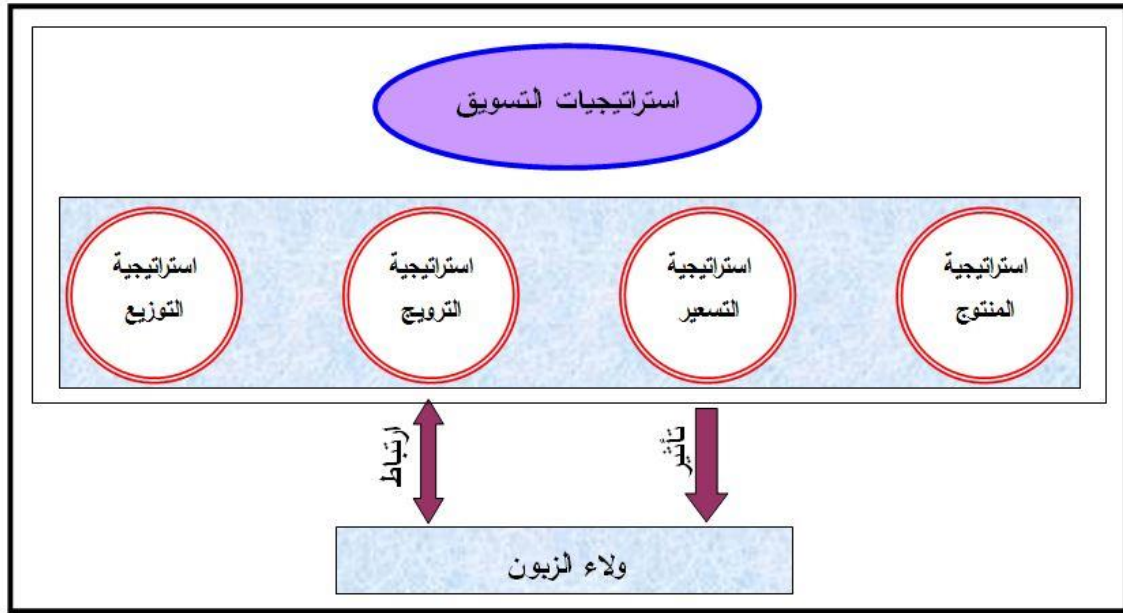 استراتيجيات التسويق
استراتيجية
المنتوج
استراتيجية
التسعير
استراتيجية
الترويج
استراتيجية
التوزيع
تأثير
ارتباط
ولاء الزبون